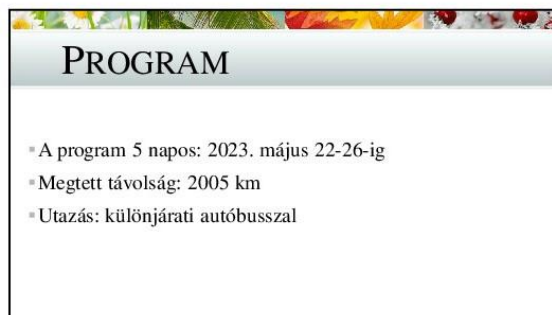 PROGRAM
▪A program 5 napos: 2023. május 22-26-ig
▪Megtett távolság: 2005 km
▪Utazás: különjárati autóbusszal